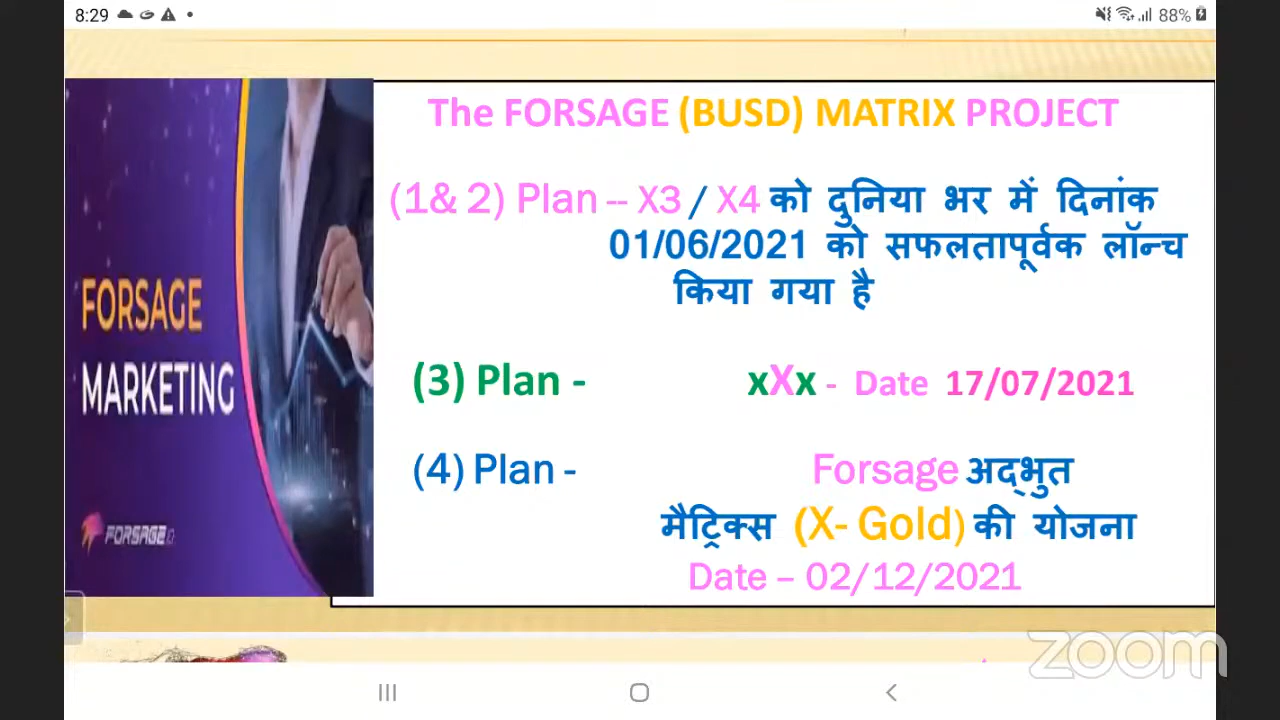 8:29
88%
The FORSAGE (BUSD) MATRIX PROJECT
(1& 2) Plan -- X3 / X4 को दुनिया भर में दिनांक
01/06/2021 को सफलतापूर्वक लॉन्च
किया गया है
(3) Plan - xXx - Date 17/07/2021
(4) Plan - Forsage अद्भुत
मैट्रिक्स (X- Gold) की योजना
Date – 02/12/2021
FORSAGE
MARKETING
FORSAGE.IO
zoom